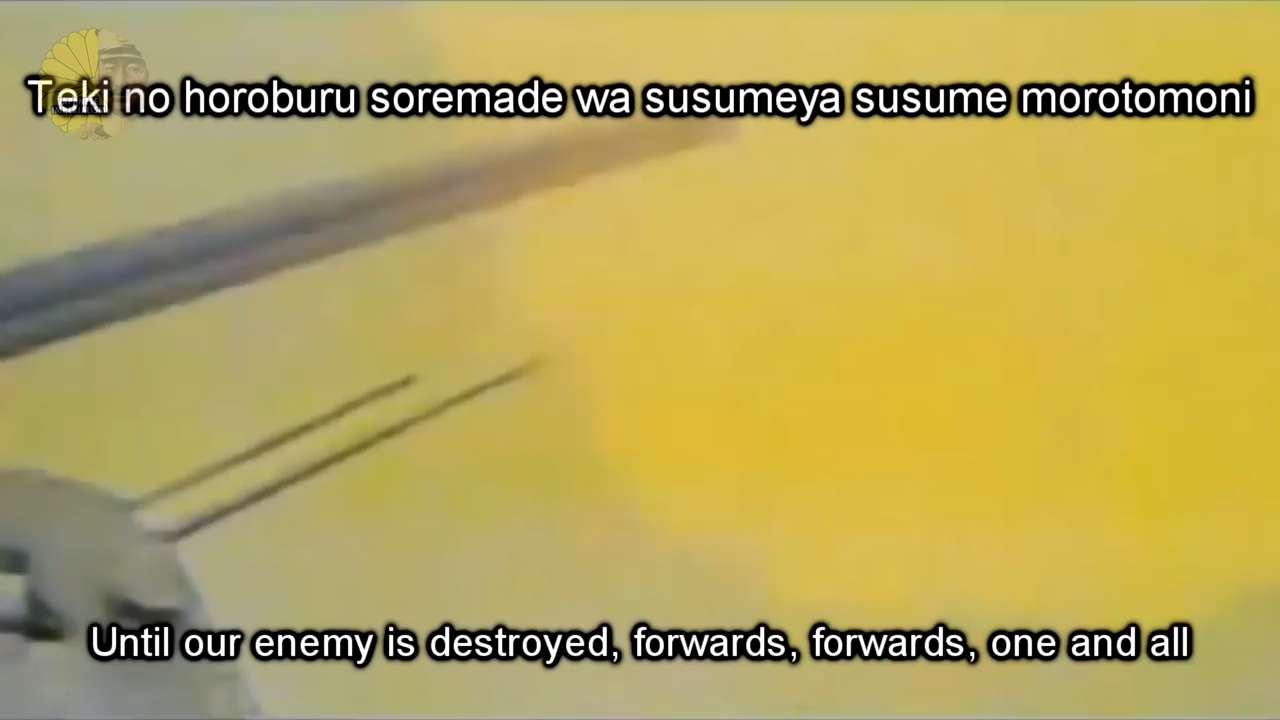 Teki no horoburu soremade wa susumeya susume morotomoni
Until our enemy is destroyed, forwards, forwards, one and all